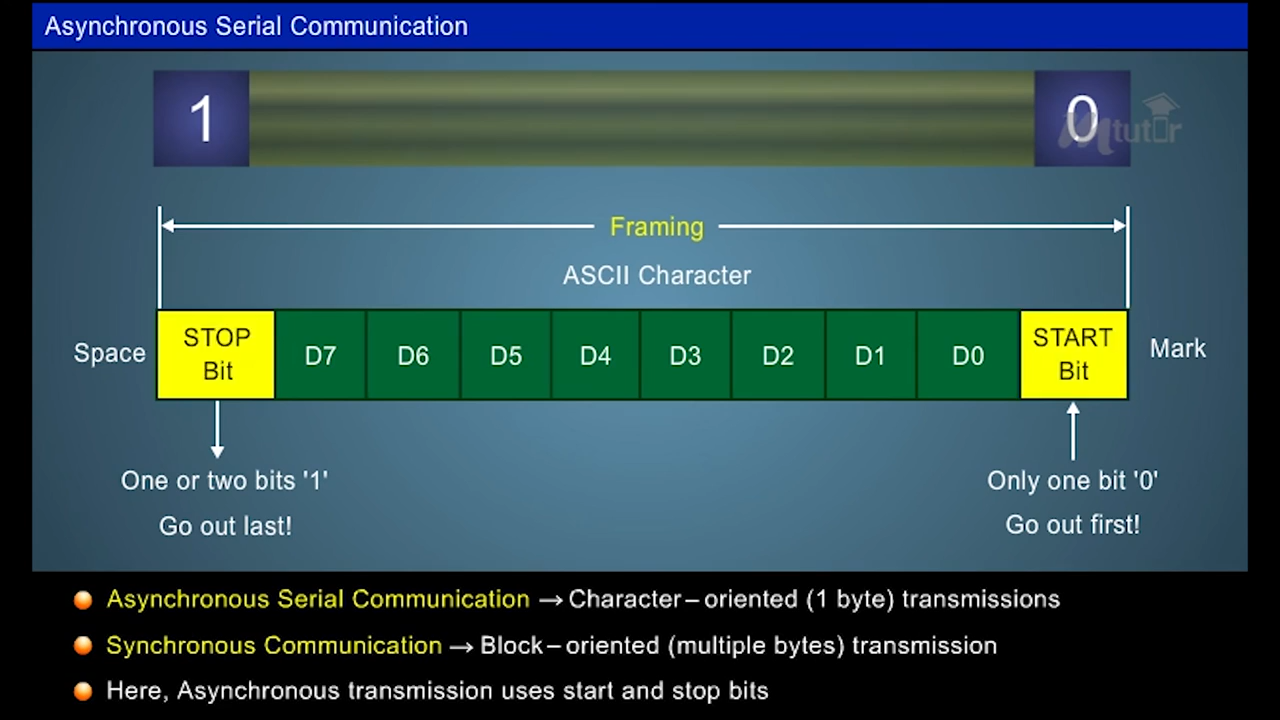 Asynchronous Serial Communication
1
0
Mtutor
Framing
ASCII Character
Space
STOP
Bit
D7
D6
D5
D4
D3
D2
D1
D0
START
Bit
Mark
One or two bits '1'
Go out last!
Only one bit '0'
Go out first!
Asynchronous Serial Communication → Character – oriented (1 byte) transmissions
Synchronous Communication → Block – oriented (multiple bytes) transmission
Here, Asynchronous transmission uses start and stop bits